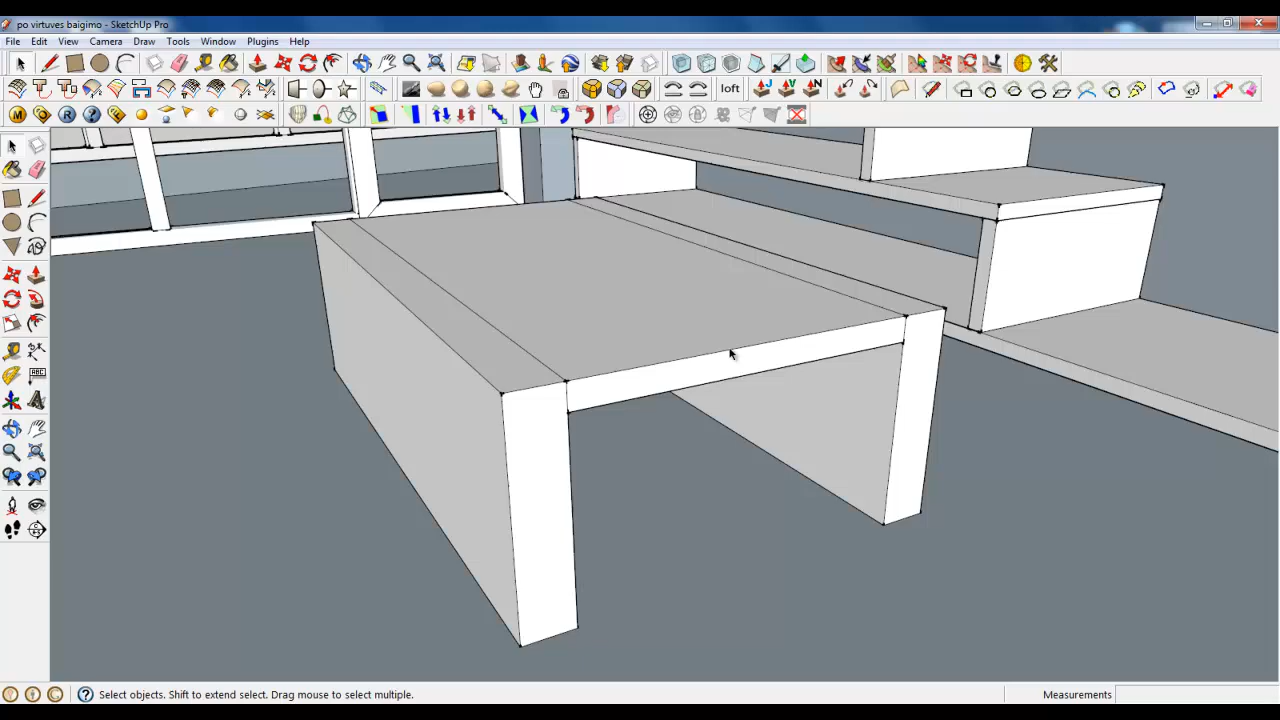 po virtuves baigimo - SketchUp Pro
File Edit View Camera Draw Tools Window Plugins Help
loft
M O R ? E
ABC
Select objects. Shift to extend select. Drag mouse to select multiple.
Measurements